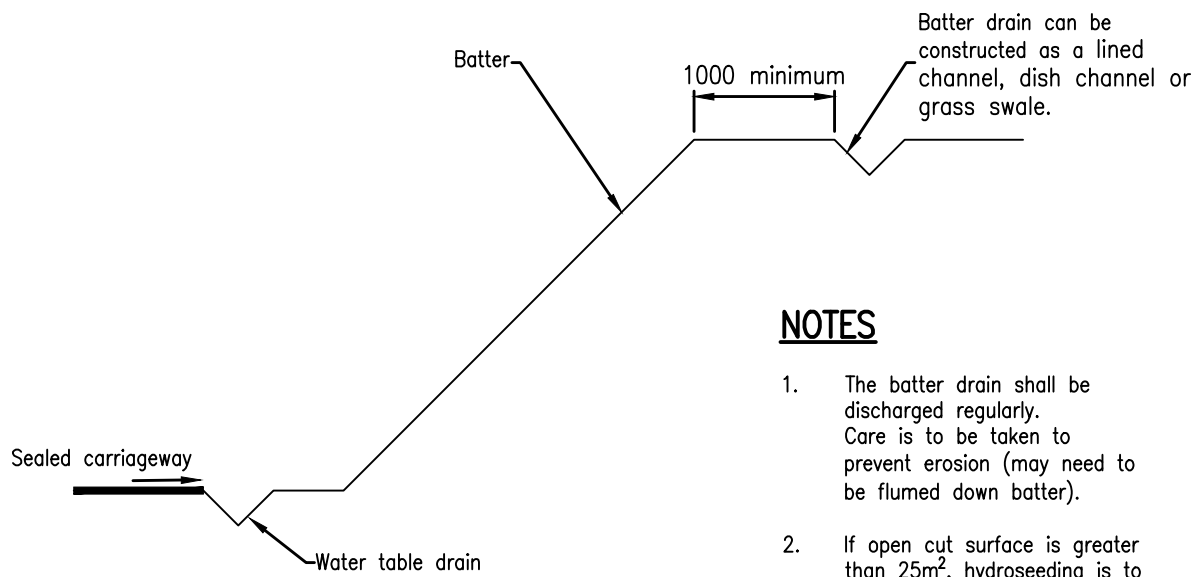 Batter drain can be
constructed as a lined
channel, dish channel or
grass swale.
Batter
1000 minimum
NOTES
1. The batter drain shall be
discharged regularly.
Care is to be taken to
prevent erosion (may need to
be flumed down batter).
Sealed carriageway
Water table drain
2. If open cut surface is greater
than 25m², hydroseeding is to